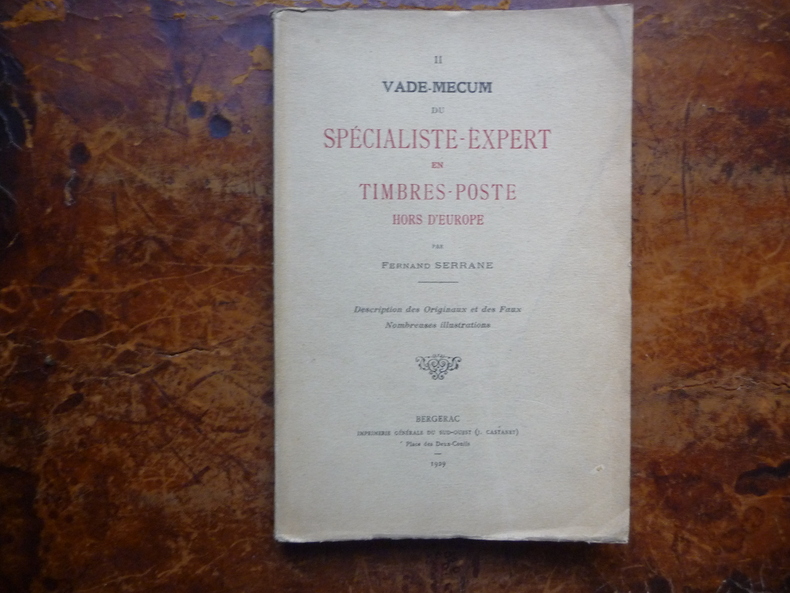 II
VADE-MECUM
DU
SPÉCIALISTE-EXPERT
EN
TIMBRES-POSTE
HORS D'EUROPE
PAR
FERNAND SERRANE
Description des Originaux et des Faux
Nombreuses illustrations
BERGERAC
IMPRIMERIE GÉNÉRALE DU SUD-OUEST (J. CASTANET)
Place des Deux-Conils
1929